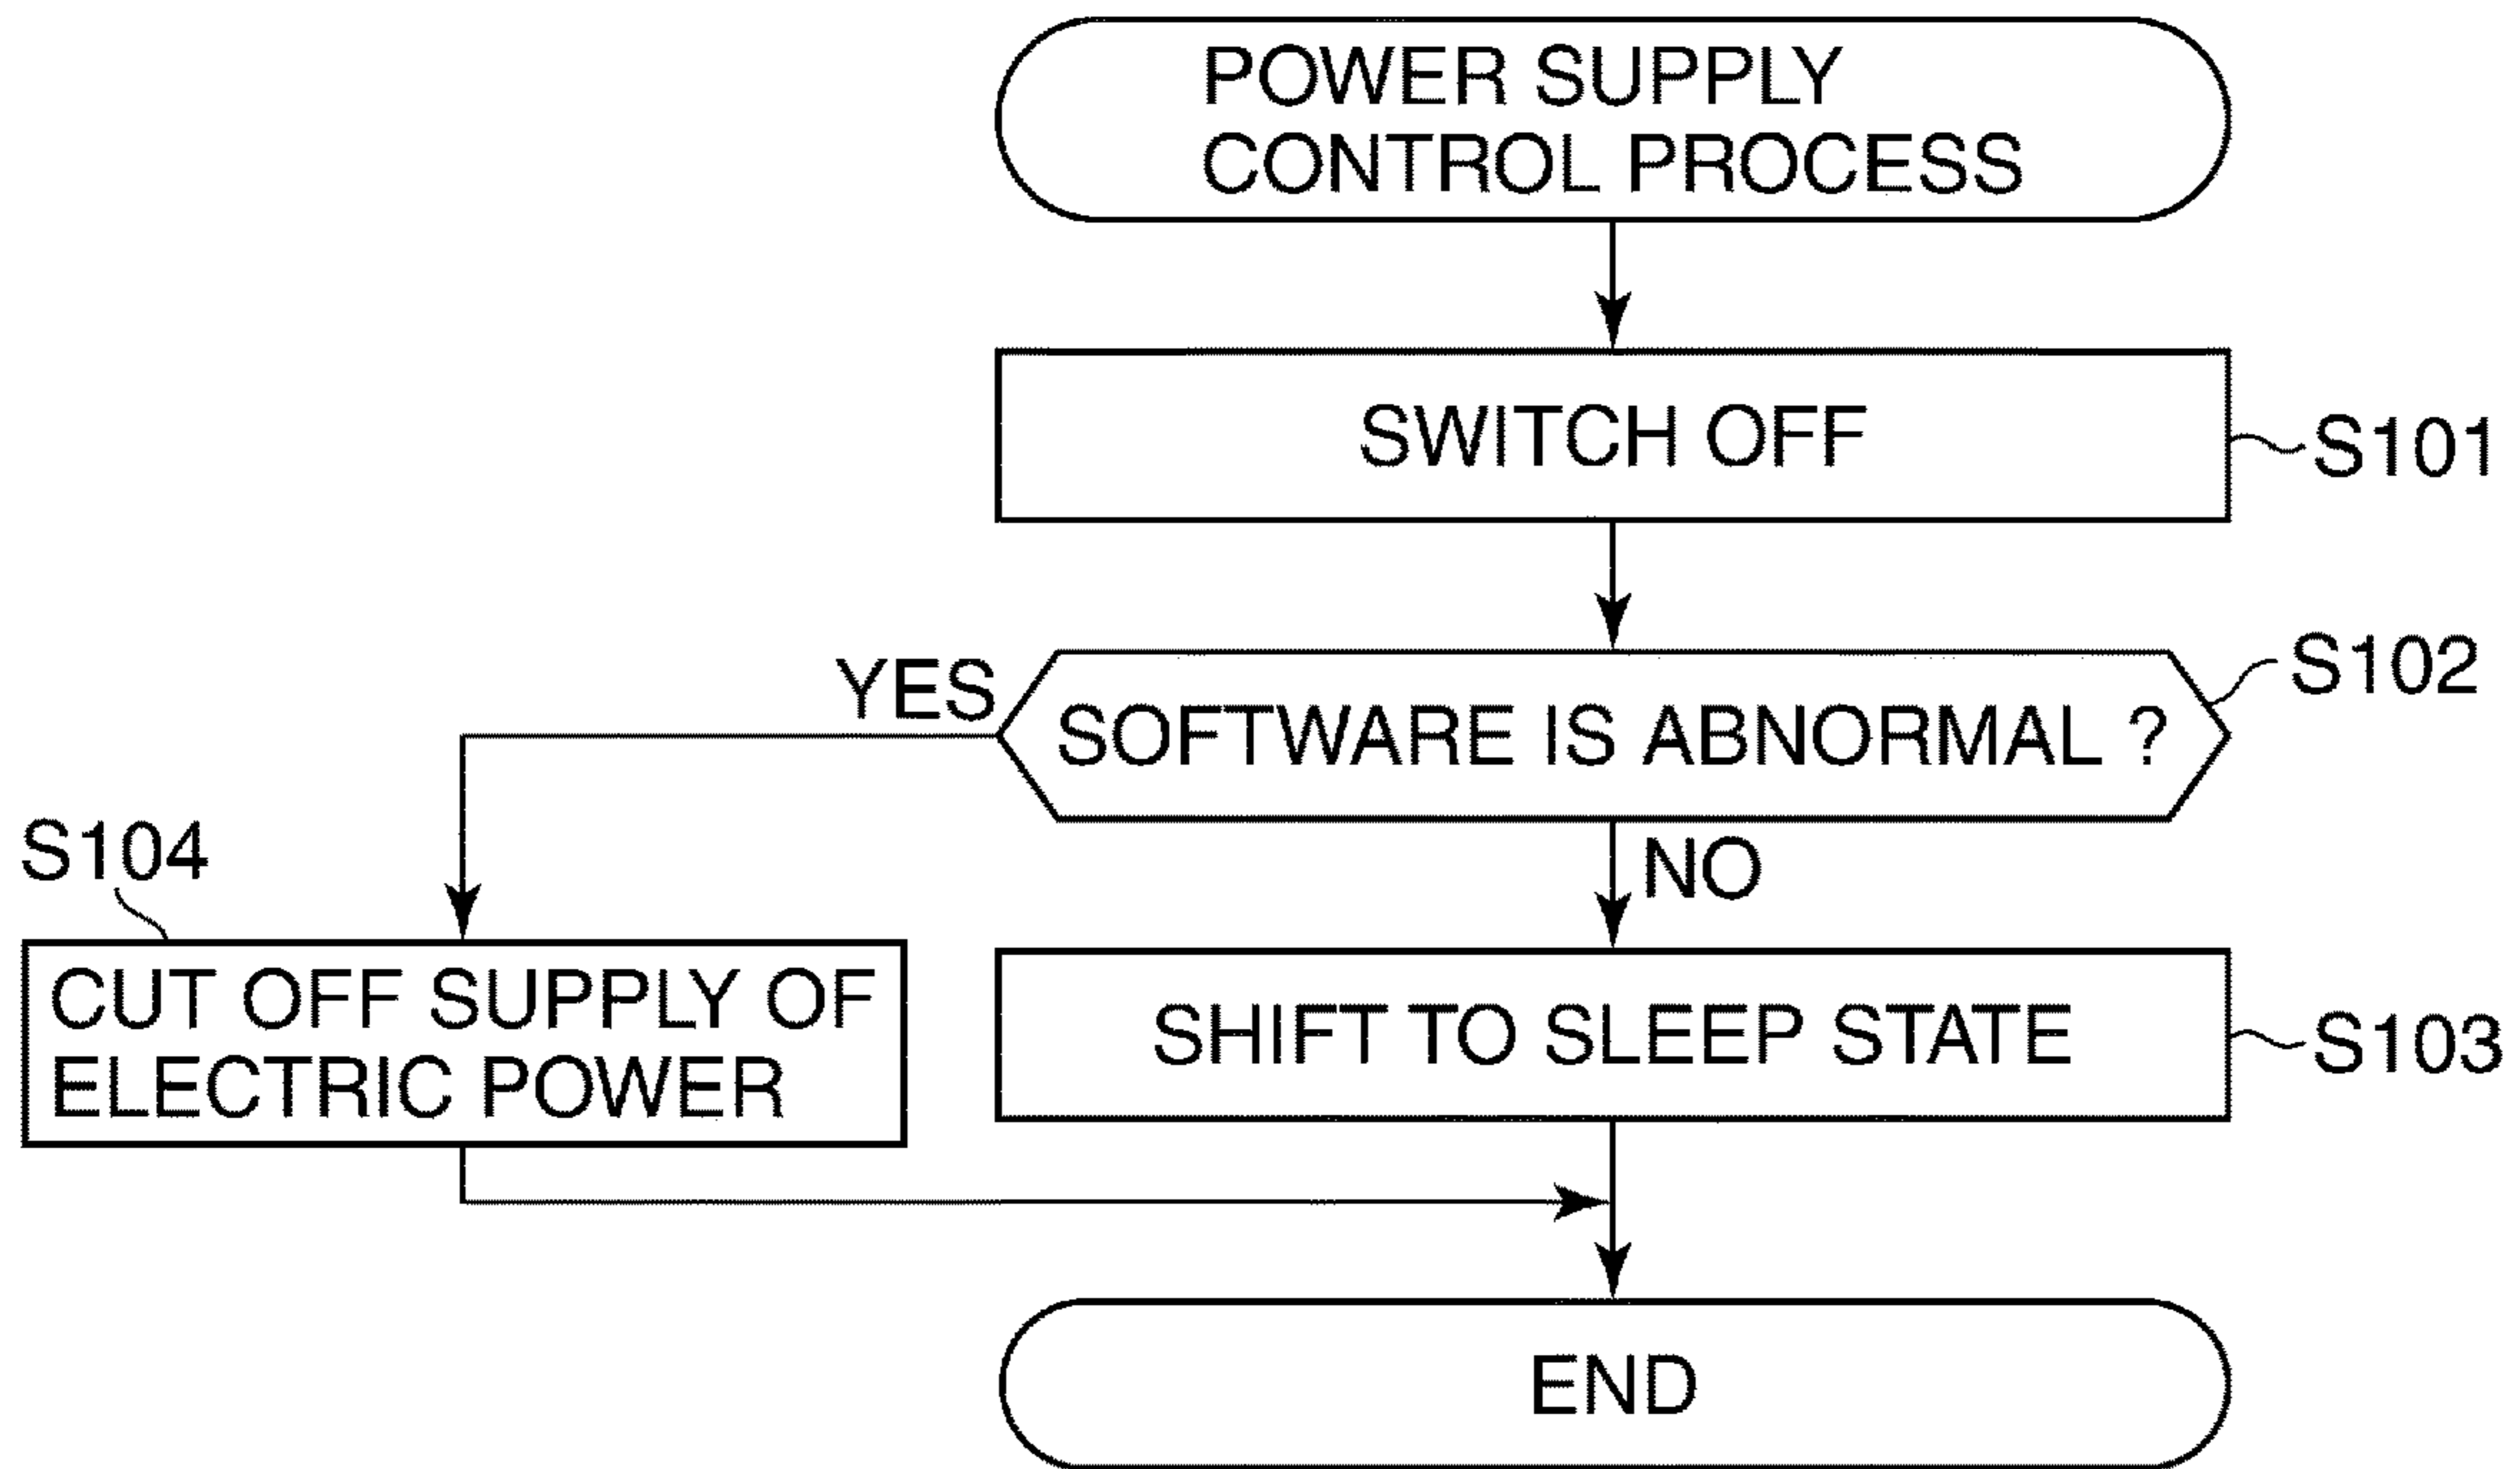 POWER SUPPLY
CONTROL PROCESS
SWITCH OFF
S101
S102
YES
SOFTWARE IS ABNORMAL ?
NO
S104
CUT OFF SUPPLY OF
ELECTRIC POWER
SHIFT TO SLEEP STATE
S103
END